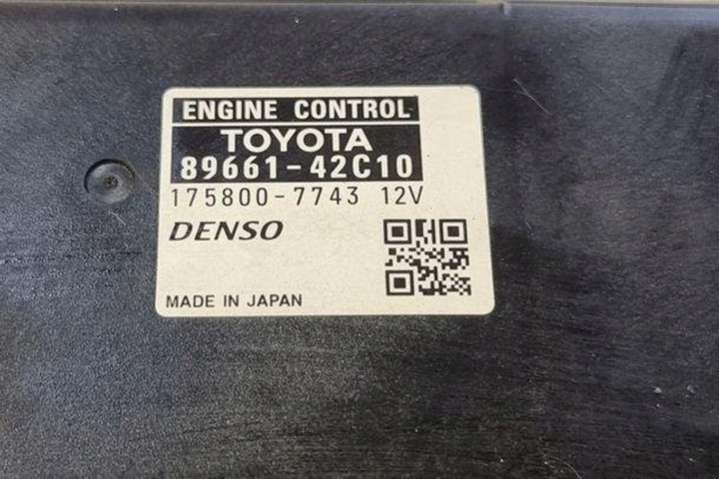 ENGINE CONTROL
TOYOTA
89661-42C10
175800-7743 12V
DENSO
MADE IN JAPAN